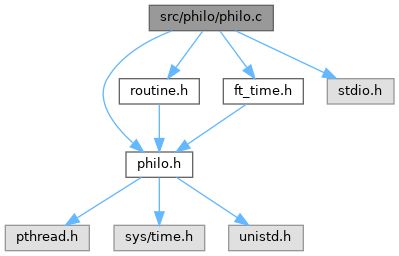 src/philo/philo.c
routine.h
ft_time.h
stdio.h
philo.h
pthread.h
sys/time.h
unistd.h